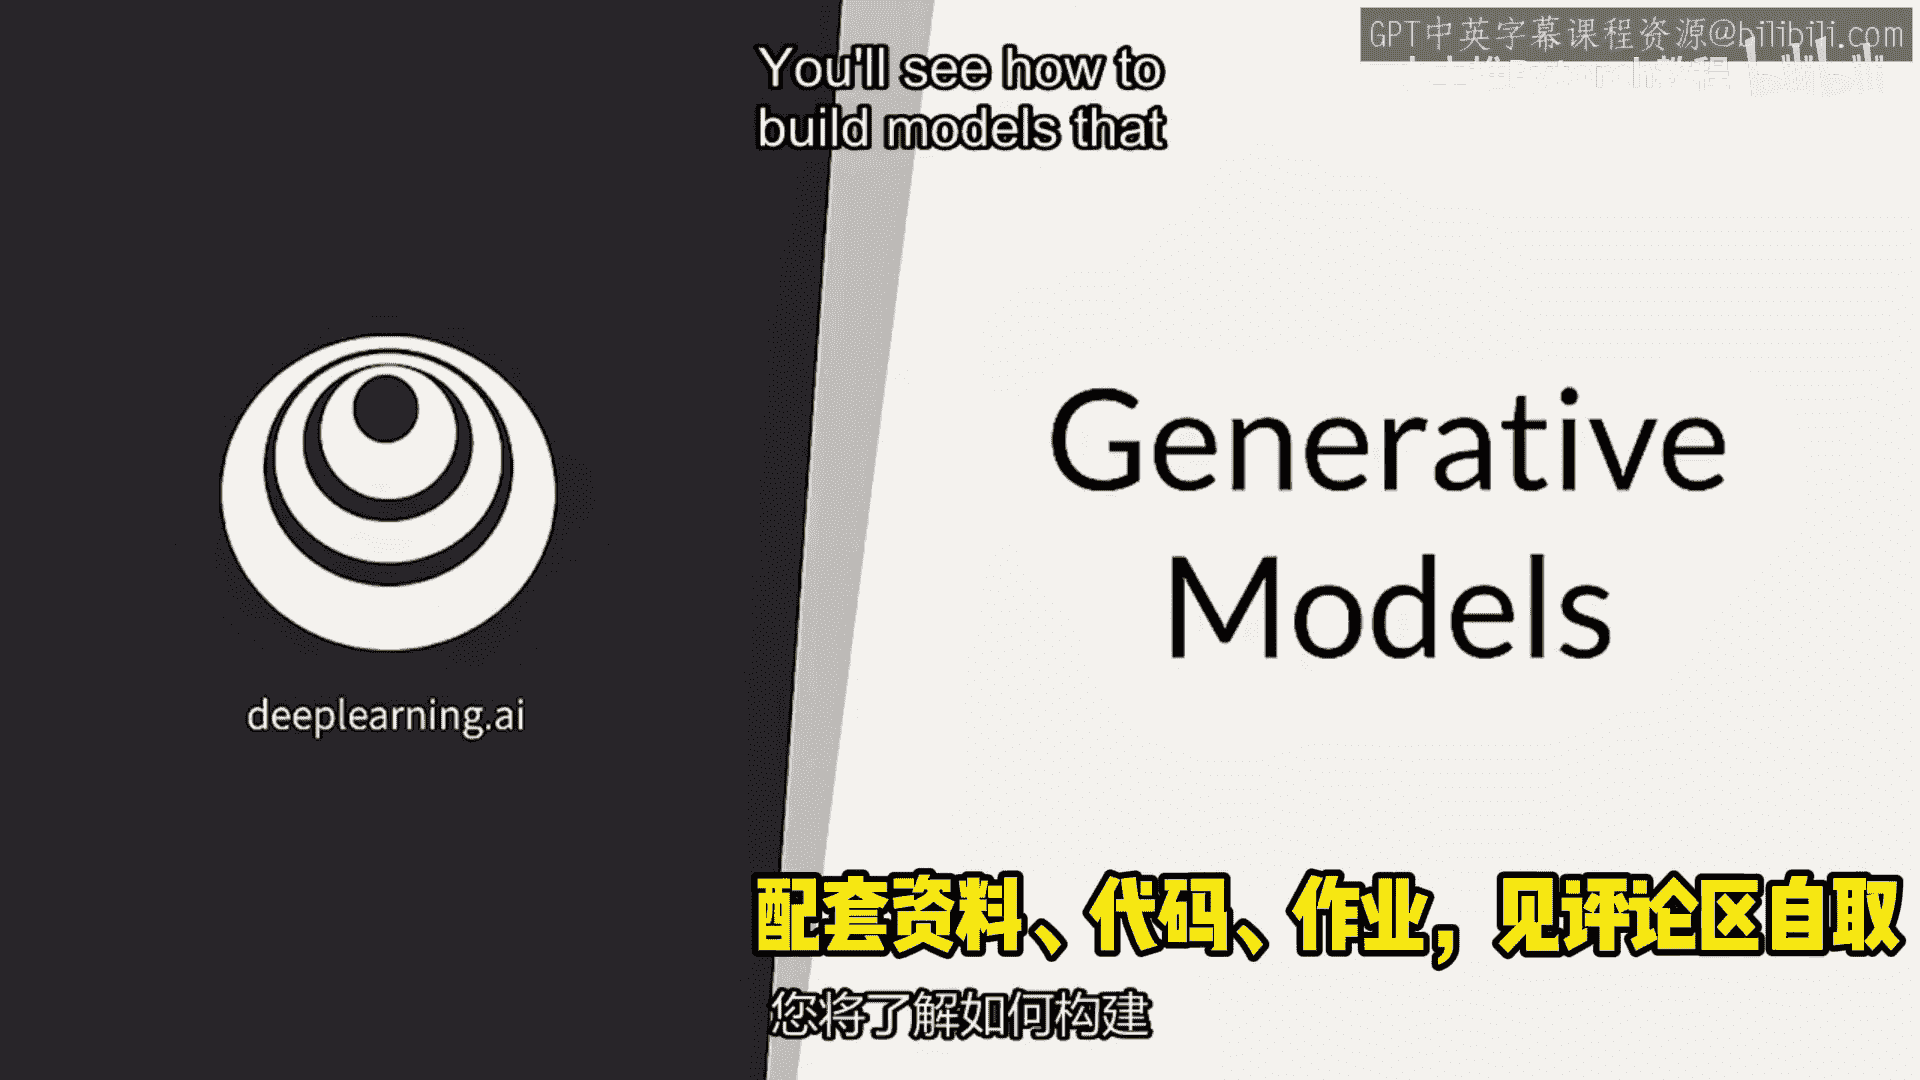 GPT中英字幕课程资源@bilibili.com
You'll see how to
build models that
Generative
Models
deeplearning.ai
配套资料、代码、作业，见评论区自取
您将了解如何构建